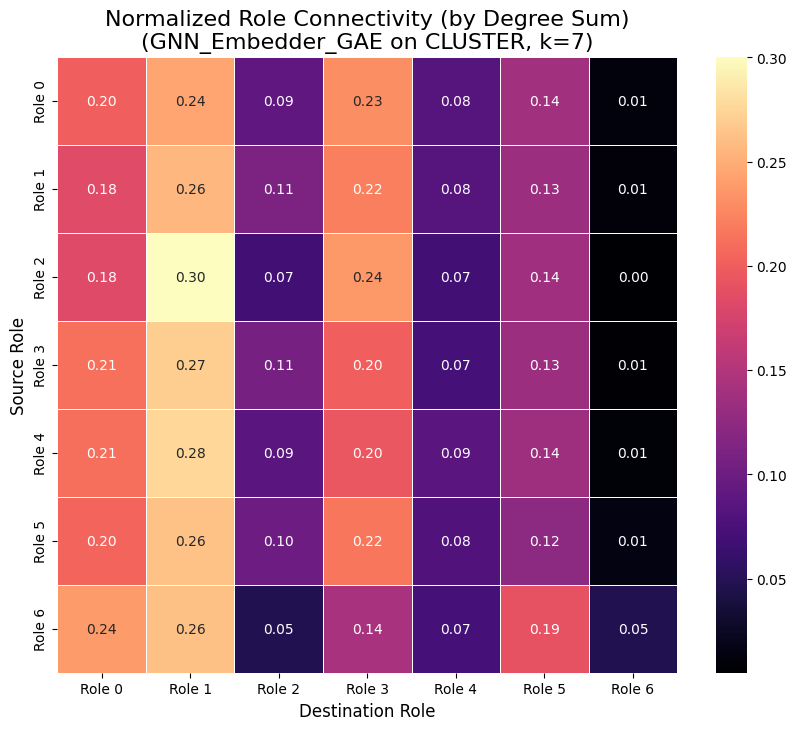 Normalized Role Connectivity (by Degree Sum)
(GNN_Embedder_GAE on CLUSTER, k=7)
Source Role
Role 0 0.20 0.24 0.09 0.23 0.08 0.14 0.01
Role 1 0.18 0.26 0.11 0.22 0.08 0.13 0.01
Role 2 0.18 0.30 0.07 0.24 0.07 0.14 0.00
Role 3 0.21 0.27 0.11 0.20 0.07 0.13 0.01
Role 4 0.21 0.28 0.09 0.20 0.09 0.14 0.01
Role 5 0.20 0.26 0.10 0.22 0.08 0.12 0.01
Role 6 0.24 0.26 0.05 0.14 0.07 0.19 0.05
Role 0 Role 1 Role 2 Role 3 Role 4 Role 5 Role 6
Destination Role
0.30
0.25
0.20
0.15
0.10
0.05